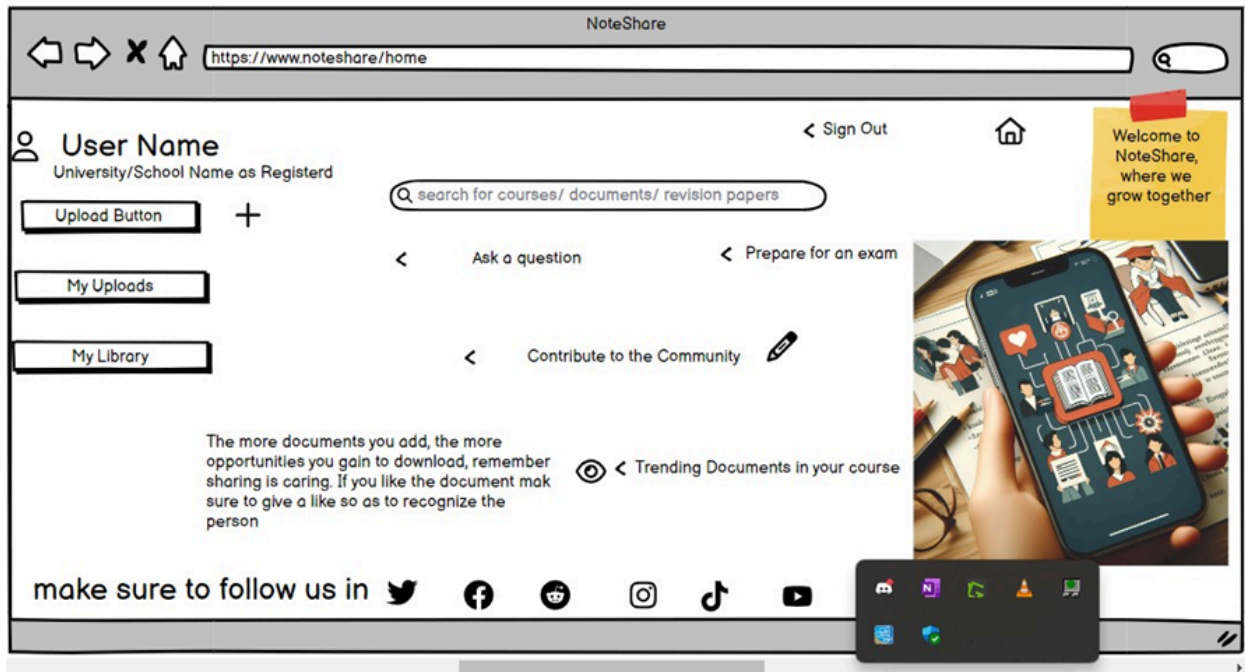 NoteShare
https://www.noteshare/home
Sign Out
Welcome to
NoteShare,
where we
grow together
User Name
University/School Name as Registerd
search for courses/ documents/ revision papers
Upload Button
Ask a question
Prepare for an exam
My Uploads
Contribute to the Community
My Library
The more documents you add, the more
opportunities you gain to download, remember
sharing is caring. If you like the document mak
sure to give a like so as to recognize the
person
Trending Documents in your course
make sure to follow us in